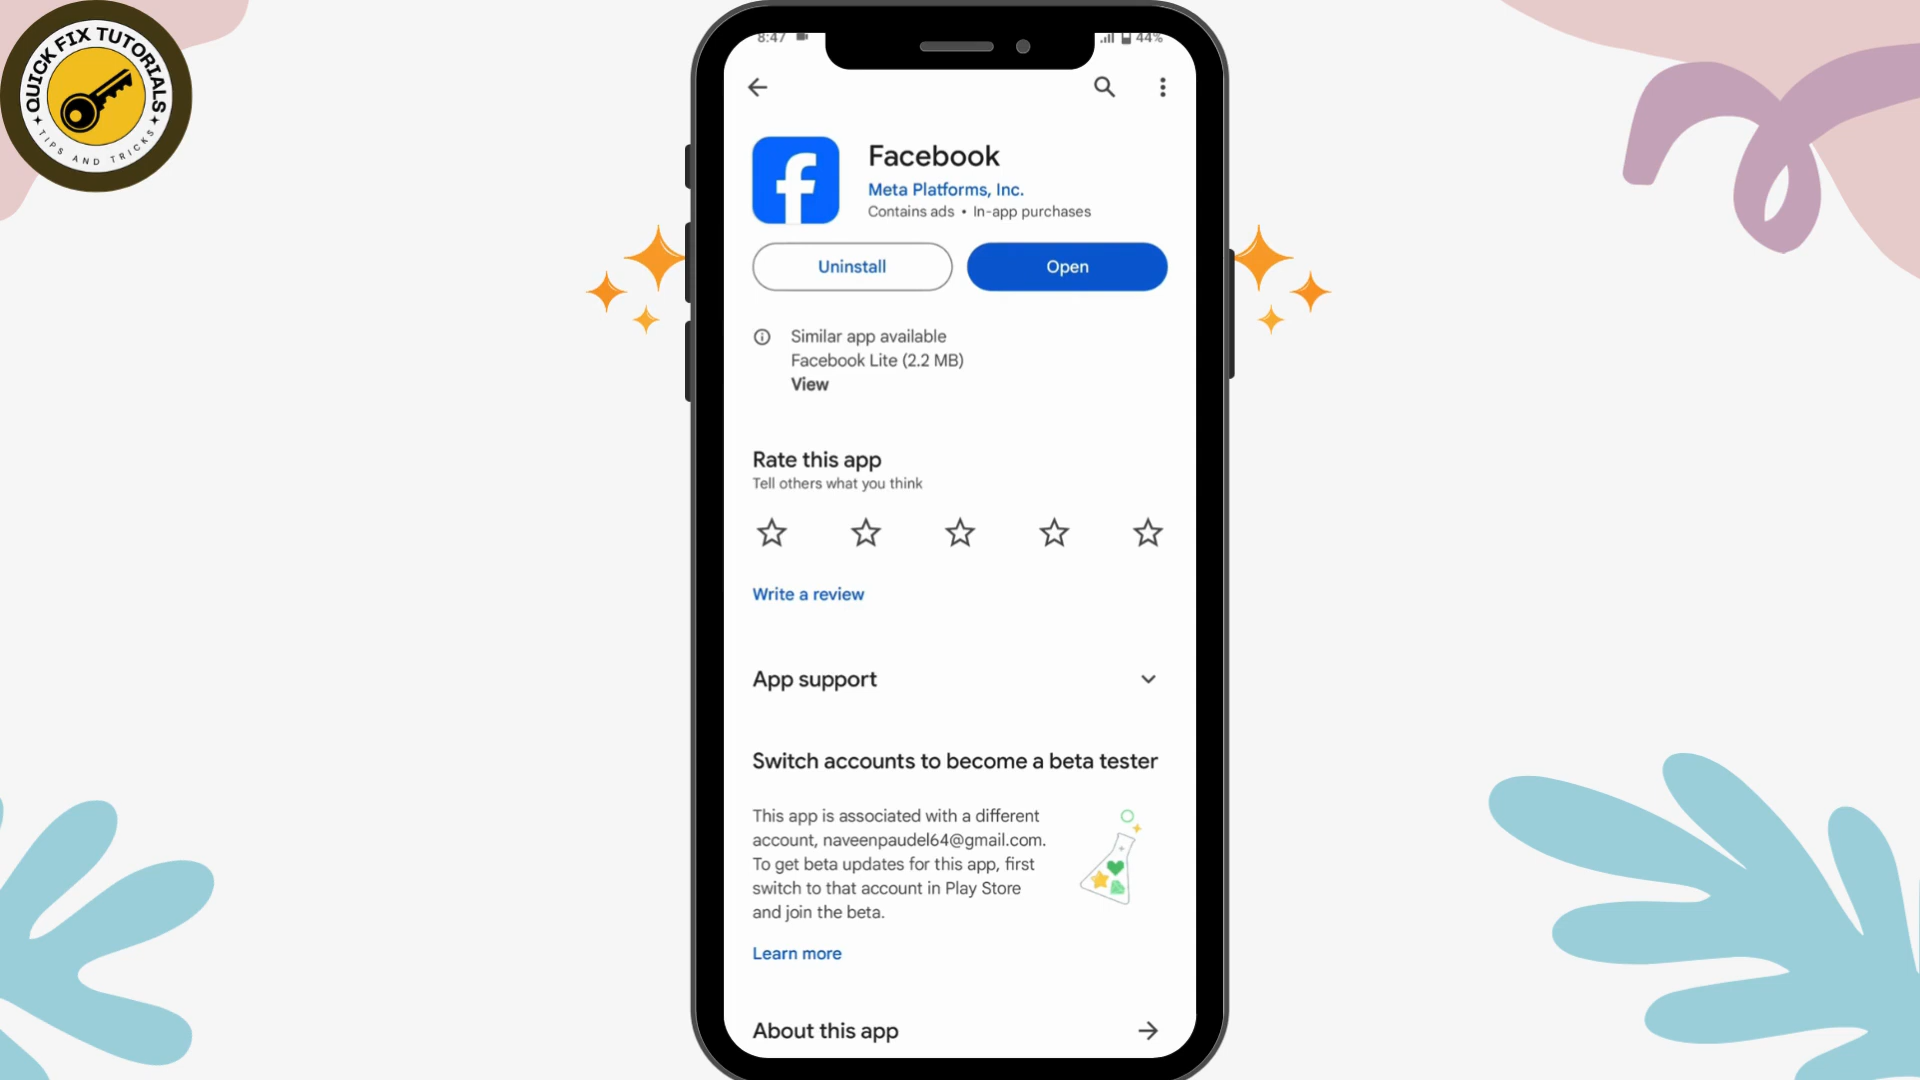 QUICK FIX TUTORIALS
TIPS AND TRICKS
8:47
44%
Facebook
Meta Platforms, Inc.
Contains ads • In-app purchases
Uninstall
Open
Similar app available
Facebook Lite (2.2 MB)
View
Rate this app
Tell others what you think
Write a review
App support
Switch accounts to become a beta tester
This app is associated with a different
account, naveenpaudel64@gmail.com.
To get beta updates for this app, first
switch to that account in Play Store
and join the beta.
Learn more
About this app